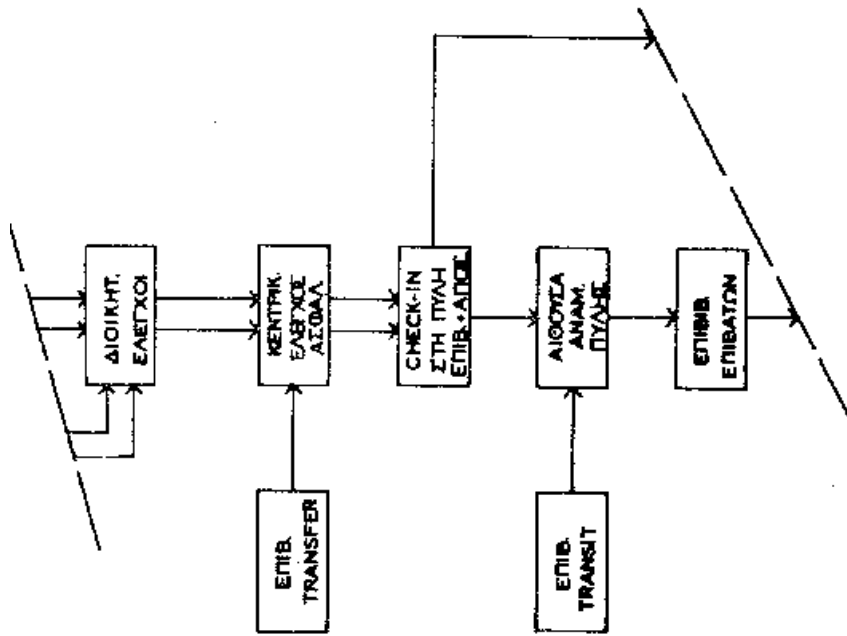 ΔΙΟΙΚΗΤ.
ΕΛΕΓΧΟΙ
ΚΕΝΤΡΙΚ.
ΕΛΕΓΧΟΣ
ΑΣΦΑΛ.
CHECK-IN
ΣΤΗ ΠΥΛΗ
ΕΠΙΒ.+ΑΠΟΣ.
ΑΙΘΟΥΣΑ
ΑΝΑΜ.
ΠΥΛΗΣ
ΕΠΙΒΙΒ.
ΕΠΙΒΑΤΩΝ
ΕΠΙΒ.
TRANSFER
ΕΠΙΒ.
TRANSIT